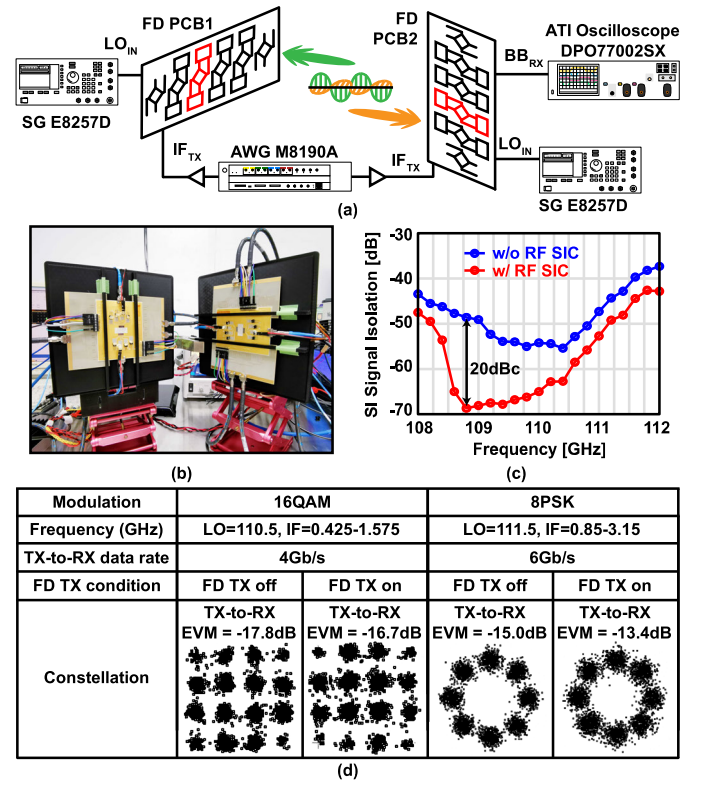 FD PCB1
FD
PCB2
ATI Oscilloscope
DPO77002SX
LO_IN
BB_RX
SG E8257D
IF_TX
AWG M8190A
IF_TX
LO_IN
SG E8257D
(a)
-30
-40
-50
-60
-70
SI Signal Isolation [dB]
w/o RF SIC
w/ RF SIC
20dBc
108 109 110 111 112
Frequency [GHz]
(b)
(c)
Modulation 16QAM 8PSK
Frequency (GHz) LO=110.5, IF=0.425-1.575 LO=111.5, IF=0.85-3.15
TX-to-RX data rate 4Gb/s 6Gb/s
FD TX condition FD TX off FD TX on FD TX off FD TX on
Constellation
TX-to-RX TX-to-RX TX-to-RX TX-to-RX
EVM = -17.8dB EVM = -16.7dB EVM = -15.0dB EVM = -13.4dB
(d)